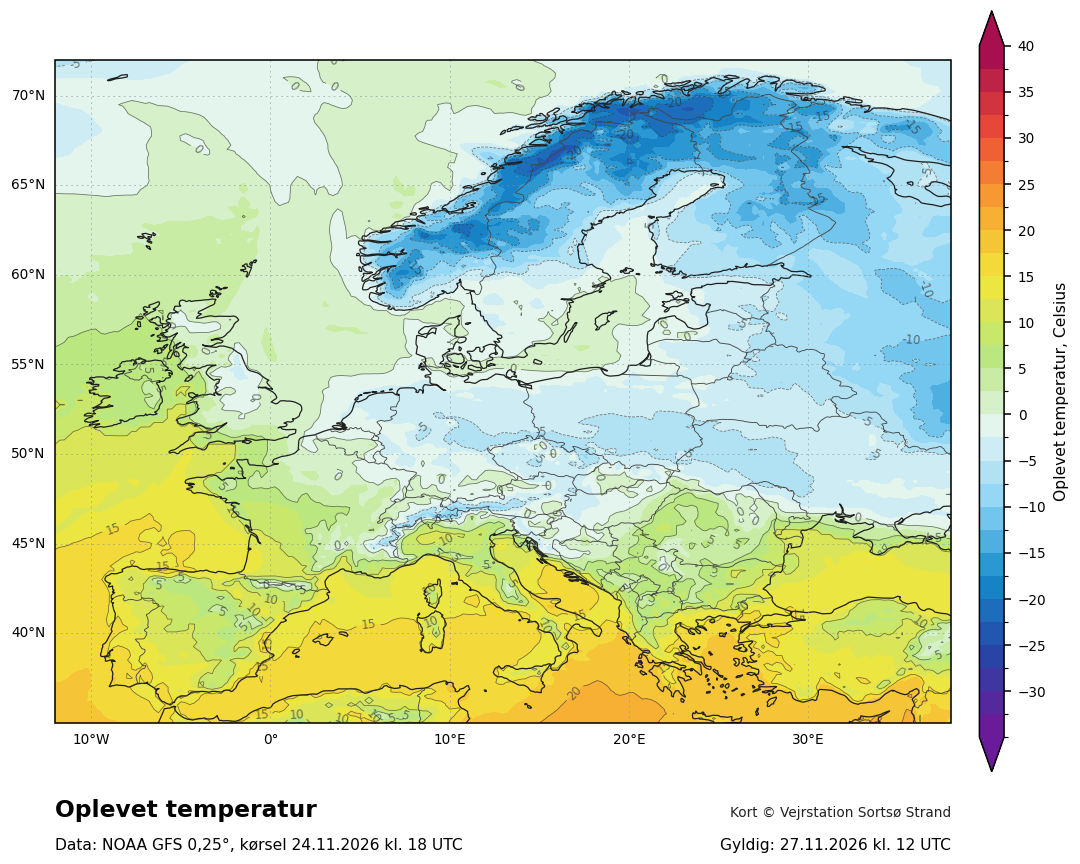 70°N
65°N
60°N
55°N
50°N
45°N
40°N
10°W
0°
10°E
20°E
30°E
40
35
30
25
20
15
10
5
0
−5
−10
−15
−20
−25
−30
Oplevet temperatur, Celsius
Oplevet temperatur
Kort © Vejrstation Sortsø Strand
Data: NOAA GFS 0,25°, kørsel 24.11.2026 kl. 18 UTC
Gyldig: 27.11.2026 kl. 12 UTC